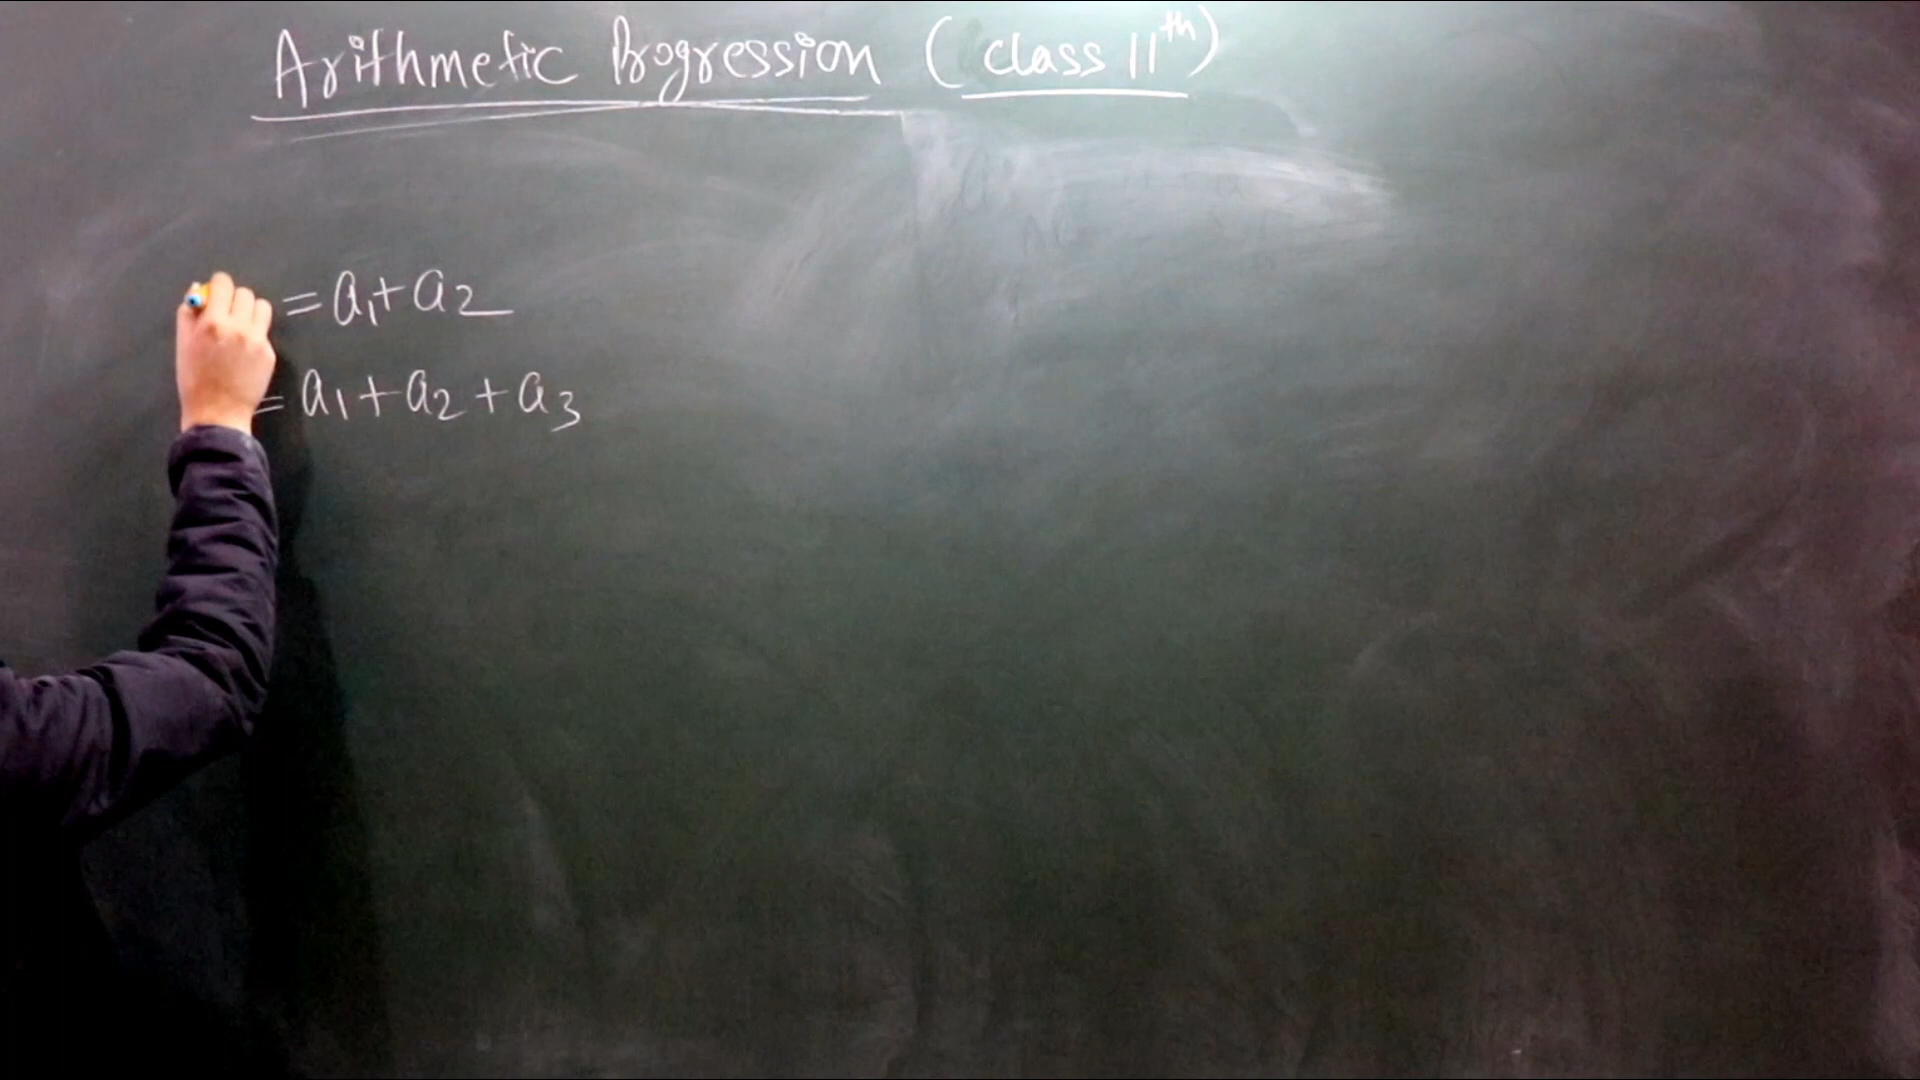 Arithmetic Progression (class 11th)
= a₁+ a₂
= a₁ + a₂ + a₃